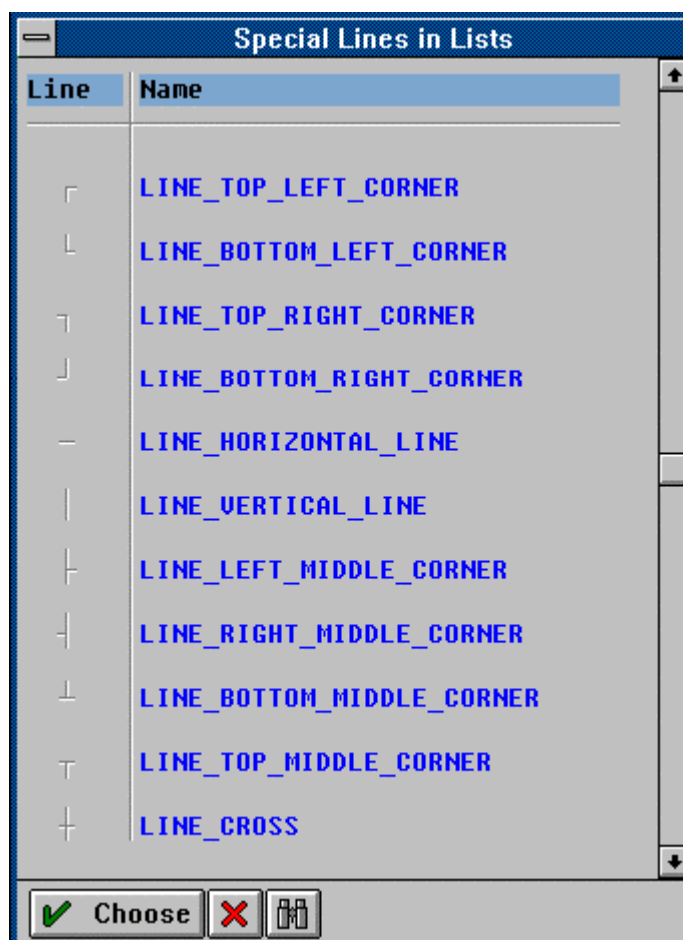 Special Lines in Lists
Line Name
┌ LINE_TOP_LEFT_CORNER
└ LINE_BOTTOM_LEFT_CORNER
┐ LINE_TOP_RIGHT_CORNER
┘ LINE_BOTTOM_RIGHT_CORNER
─ LINE_HORIZONTAL_LINE
│ LINE_VERTICAL_LINE
├ LINE_LEFT_MIDDLE_CORNER
┤ LINE_RIGHT_MIDDLE_CORNER
┴ LINE_BOTTOM_MIDDLE_CORNER
┬ LINE_TOP_MIDDLE_CORNER
┼ LINE_CROSS
Choose